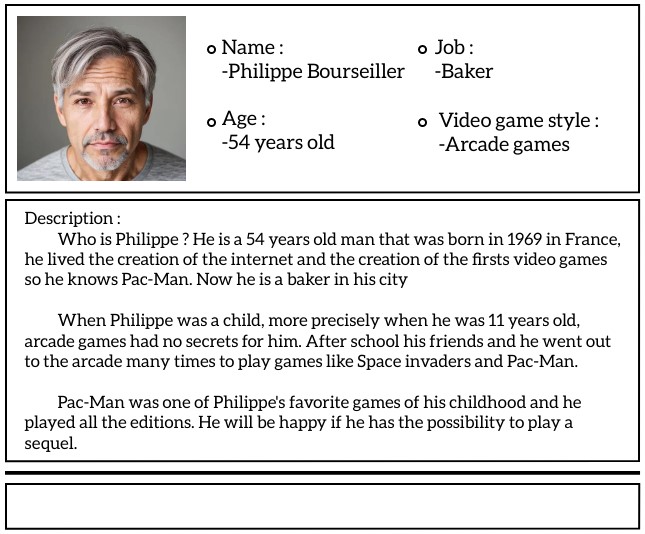 Name :
-Philippe Bourseiller
Job :
-Baker
Age :
-54 years old
Video game style :
-Arcade games
Description :
Who is Philippe ? He is a 54 years old man that was born in 1969 in France,
he lived the creation of the internet and the creation of the firsts video games
so he knows Pac-Man. Now he is a baker in his city
When Philippe was a child, more precisely when he was 11 years old,
arcade games had no secrets for him. After school his friends and he went out
to the arcade many times to play games like Space invaders and Pac-Man.
Pac-Man was one of Philippe's favorite games of his childhood and he
played all the editions. He will be happy if he has the possibility to play a
sequel.